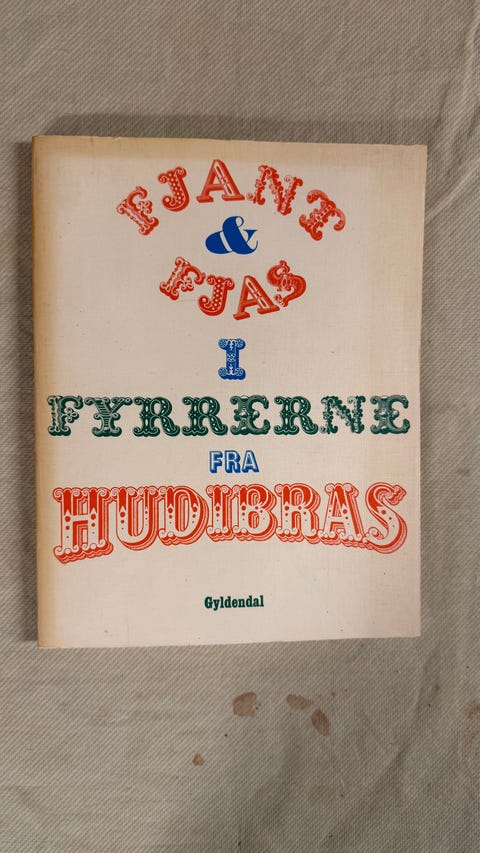 FJANT
&
FJAS
I
FYRRERNE
FRA
HUDIBRAS
Gyldendal